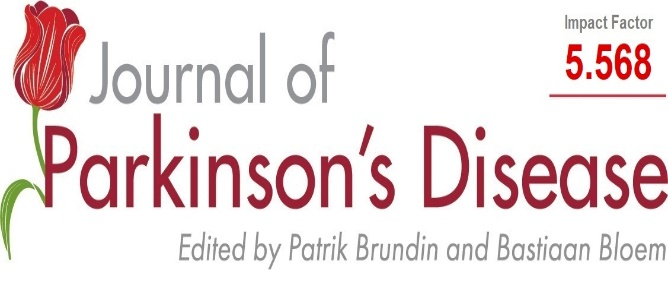 Impact Factor
5.568
Journal of
Parkinson's Disease
Edited by Patrik Brundin and Bastiaan Bloem